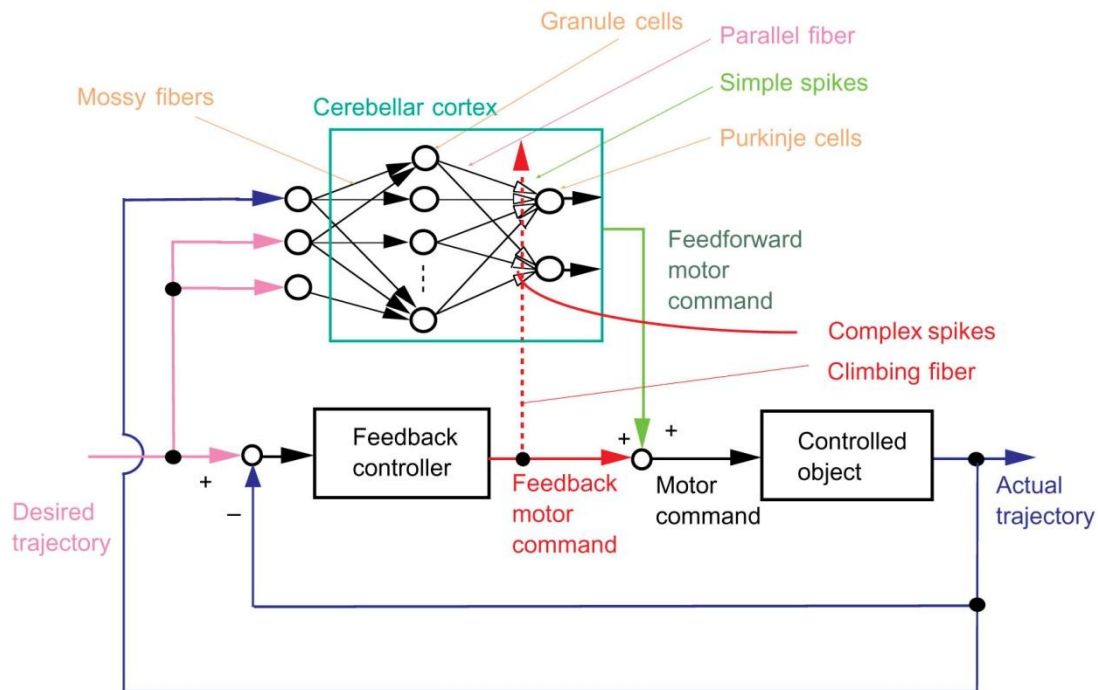 Granule cells
Parallel fiber
Mossy fibers
Simple spikes
Cerebellar cortex
Purkinje cells
Feedforward
motor
command
Complex spikes
Climbing fiber
Feedback
controller
+
+
Controlled
object
+
–
Desired
trajectory
Feedback
motor
command
Motor
command
Actual
trajectory